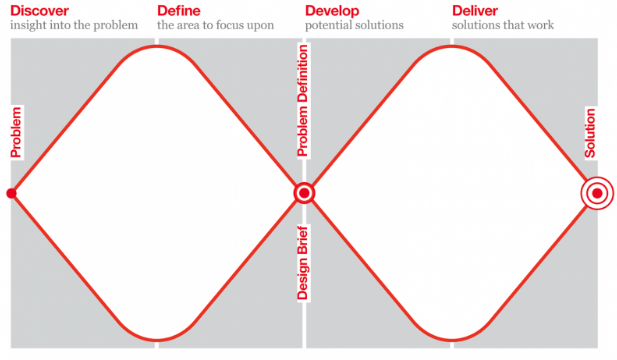 Discover
insight into the problem
Define
the area to focus upon
Develop
potential solutions
Deliver
solutions that work
Problem
Problem Definition
Design Brief
Solution